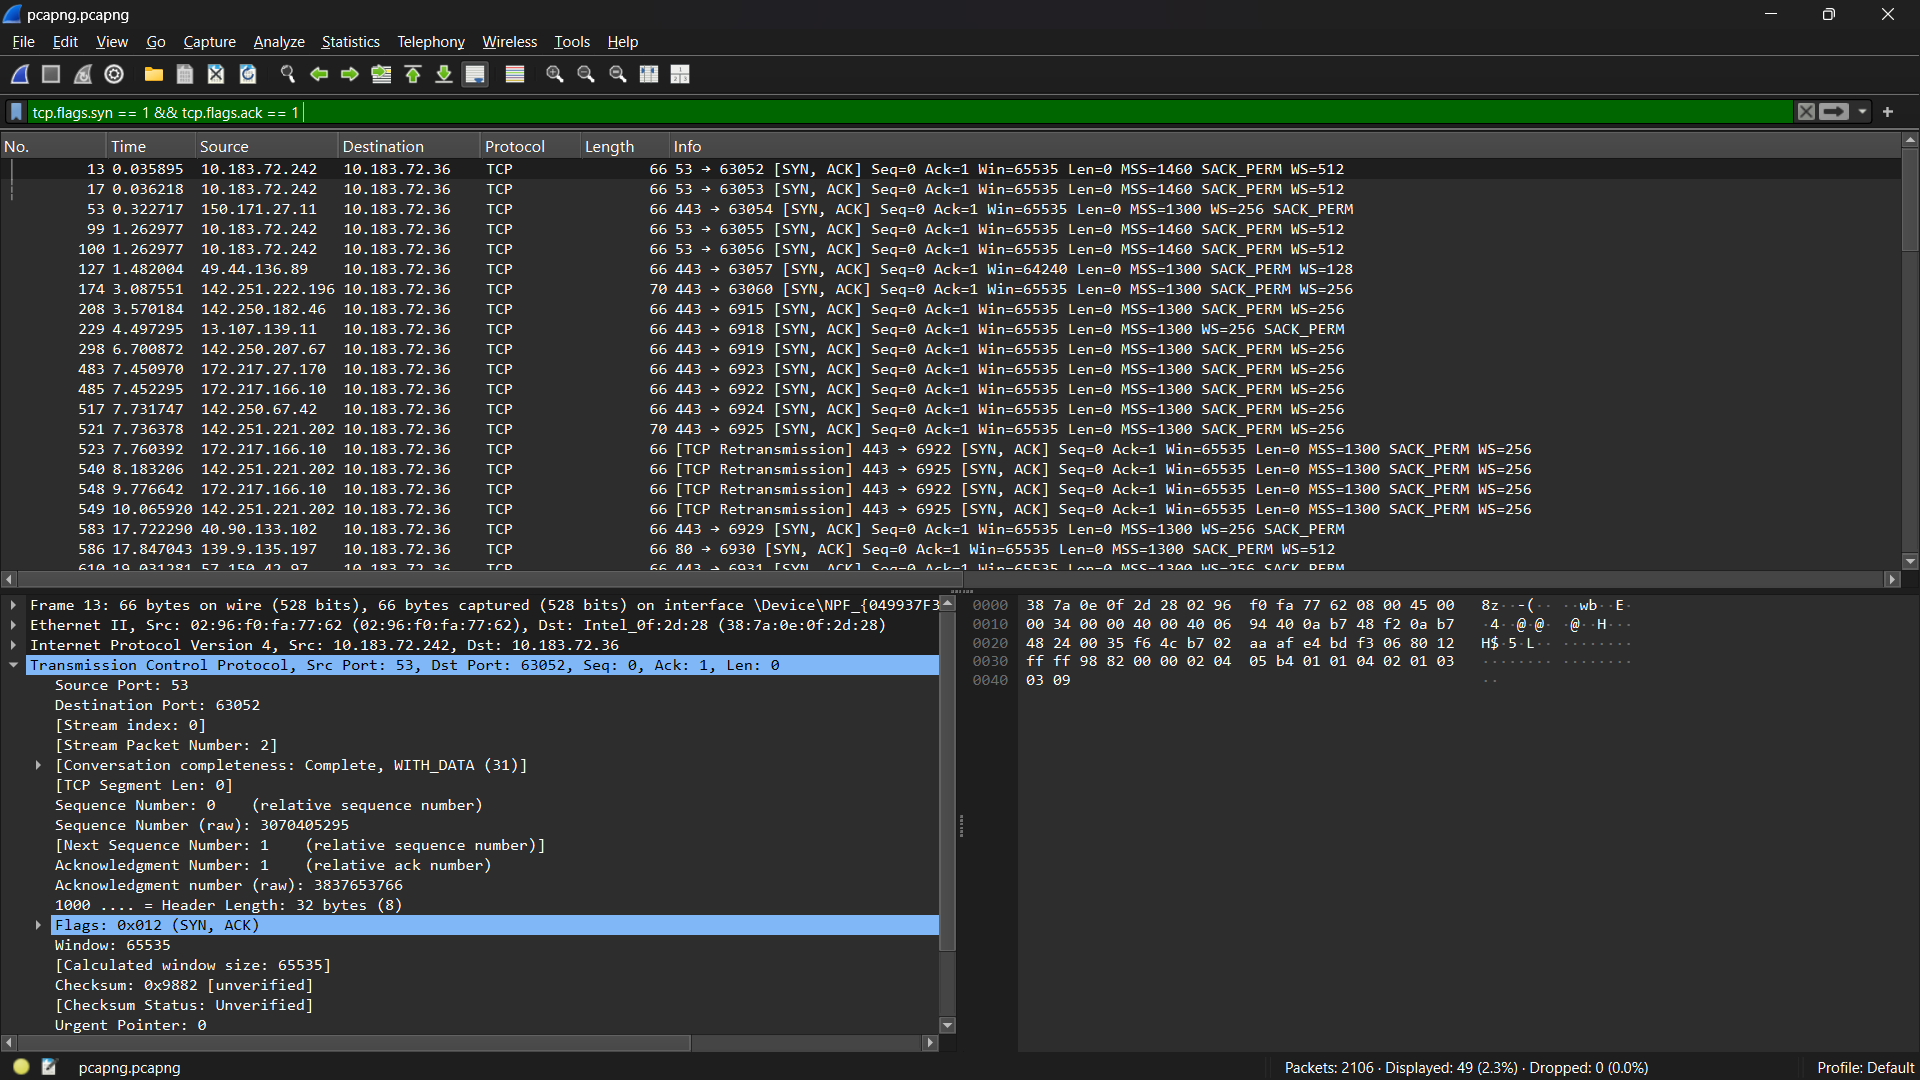 pcapng.pcapng
File Edit View Go Capture Analyze Statistics Telephony Wireless Tools Help
tcp.flags.syn == 1 && tcp.flags.ack == 1
No. Time Source Destination Protocol Length Info
13 0.035895 10.183.72.242 10.183.72.36 TCP 66 53 → 63052 [SYN, ACK] Seq=0 Ack=1 Win=65535 Len=0 MSS=1460 SACK_PERM WS=512
17 0.036218 10.183.72.242 10.183.72.36 TCP 66 53 → 63053 [SYN, ACK] Seq=0 Ack=1 Win=65535 Len=0 MSS=1460 SACK_PERM WS=512
53 0.322717 150.171.27.11 10.183.72.36 TCP 66 443 → 63054 [SYN, ACK] Seq=0 Ack=1 Win=65535 Len=0 MSS=1300 WS=256 SACK_PERM
99 1.262977 10.183.72.242 10.183.72.36 TCP 66 53 → 63055 [SYN, ACK] Seq=0 Ack=1 Win=65535 Len=0 MSS=1460 SACK_PERM WS=512
100 1.262977 10.183.72.242 10.183.72.36 TCP 66 53 → 63056 [SYN, ACK] Seq=0 Ack=1 Win=65535 Len=0 MSS=1460 SACK_PERM WS=512
127 1.482004 49.44.136.89 10.183.72.36 TCP 66 443 → 63057 [SYN, ACK] Seq=0 Ack=1 Win=64240 Len=0 MSS=1300 SACK_PERM WS=128
174 3.087551 142.251.222.196 10.183.72.36 TCP 70 443 → 63060 [SYN, ACK] Seq=0 Ack=1 Win=65535 Len=0 MSS=1300 SACK_PERM WS=256
208 3.570184 142.250.182.46 10.183.72.36 TCP 66 443 → 6915 [SYN, ACK] Seq=0 Ack=1 Win=65535 Len=0 MSS=1300 SACK_PERM WS=256
229 4.497295 13.107.139.11 10.183.72.36 TCP 66 443 → 6918 [SYN, ACK] Seq=0 Ack=1 Win=65535 Len=0 MSS=1300 WS=256 SACK_PERM
298 6.700872 142.250.207.67 10.183.72.36 TCP 66 443 → 6919 [SYN, ACK] Seq=0 Ack=1 Win=65535 Len=0 MSS=1300 SACK_PERM WS=256
483 7.450970 172.217.27.170 10.183.72.36 TCP 66 443 → 6923 [SYN, ACK] Seq=0 Ack=1 Win=65535 Len=0 MSS=1300 SACK_PERM WS=256
485 7.452295 172.217.166.10 10.183.72.36 TCP 66 443 → 6922 [SYN, ACK] Seq=0 Ack=1 Win=65535 Len=0 MSS=1300 SACK_PERM WS=256
517 7.731747 142.250.67.42 10.183.72.36 TCP 66 443 → 6924 [SYN, ACK] Seq=0 Ack=1 Win=65535 Len=0 MSS=1300 SACK_PERM WS=256
521 7.736378 142.251.221.202 10.183.72.36 TCP 70 443 → 6925 [SYN, ACK] Seq=0 Ack=1 Win=65535 Len=0 MSS=1300 SACK_PERM WS=256
523 7.760392 172.217.166.10 10.183.72.36 TCP 66 [TCP Retransmission] 443 → 6922 [SYN, ACK] Seq=0 Ack=1 Win=65535 Len=0 MSS=1300 SACK_PERM WS=256
540 8.183206 142.251.221.202 10.183.72.36 TCP 66 [TCP Retransmission] 443 → 6925 [SYN, ACK] Seq=0 Ack=1 Win=65535 Len=0 MSS=1300 SACK_PERM WS=256
548 9.776642 172.217.166.10 10.183.72.36 TCP 66 [TCP Retransmission] 443 → 6922 [SYN, ACK] Seq=0 Ack=1 Win=65535 Len=0 MSS=1300 SACK_PERM WS=256
549 10.065920 142.251.221.202 10.183.72.36 TCP 66 [TCP Retransmission] 443 → 6925 [SYN, ACK] Seq=0 Ack=1 Win=65535 Len=0 MSS=1300 SACK_PERM WS=256
583 17.722290 40.90.133.102 10.183.72.36 TCP 66 443 → 6929 [SYN, ACK] Seq=0 Ack=1 Win=65535 Len=0 MSS=1300 WS=256 SACK_PERM
586 17.847043 139.9.135.197 10.183.72.36 TCP 66 80 → 6930 [SYN, ACK] Seq=0 Ack=1 Win=65535 Len=0 MSS=1300 SACK_PERM WS=512
610 19.031281 57.150.42.97 10.183.72.36 TCP 66 443 → 6931 [SYN, ACK] Seq=0 Ack=1 Win=65535 Len=0 MSS=1300 WS=256 SACK_PERM
Frame 13: 66 bytes on wire (528 bits), 66 bytes captured (528 bits) on interface \Device\NPF_{049937F3
Ethernet II, Src: 02:96:f0:fa:77:62 (02:96:f0:fa:77:62), Dst: Intel_0f:2d:28 (38:7a:0e:0f:2d:28)
Internet Protocol Version 4, Src: 10.183.72.242, Dst: 10.183.72.36
Transmission Control Protocol, Src Port: 53, Dst Port: 63052, Seq: 0, Ack: 1, Len: 0
Source Port: 53
Destination Port: 63052
[Stream index: 0]
[Stream Packet Number: 2]
[Conversation completeness: Complete, WITH_DATA (31)]
[TCP Segment Len: 0]
Sequence Number: 0 (relative sequence number)
Sequence Number (raw): 3070405295
[Next Sequence Number: 1 (relative sequence number)]
Acknowledgment Number: 1 (relative ack number)
Acknowledgment number (raw): 3837653766
1000 .... = Header Length: 32 bytes (8)
Flags: 0x012 (SYN, ACK)
Window: 65535
[Calculated window size: 65535]
Checksum: 0x9882 [unverified]
[Checksum Status: Unverified]
Urgent Pointer: 0
0000 38 7a 0e 0f 2d 28 02 96 f0 fa 77 62 08 00 45 00 8z··-(·· ··wb··E·
0010 00 34 00 00 40 00 40 06 94 40 0a b7 48 f2 0a b7 ·4··@·@· ·@··H···
0020 48 24 00 35 f6 4c b7 02 aa af e4 bd f3 06 80 12 H$·5·L·· ········
0030 ff ff 98 82 00 00 02 04 05 b4 01 01 04 02 01 03 ········ ········
0040 03 09 ··
pcapng.pcapng
Packets: 2106 · Displayed: 49 (2.3%) · Dropped: 0 (0.0%)
Profile: Default